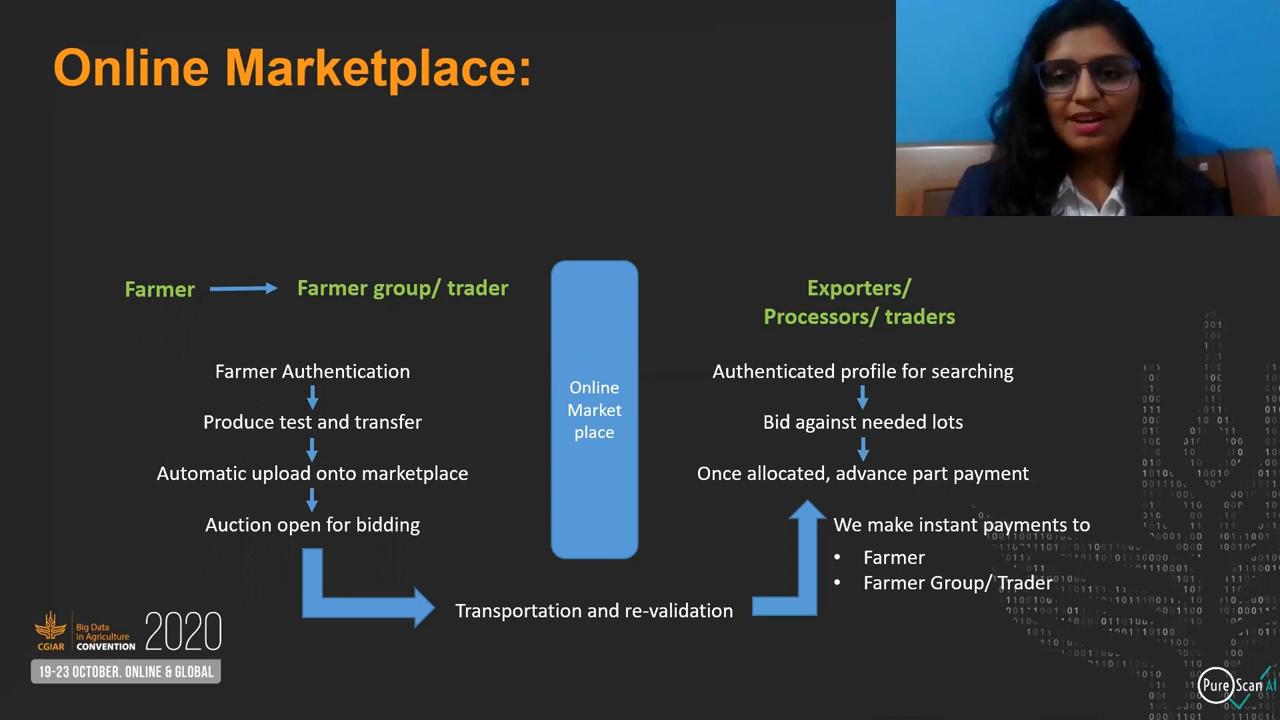 Online Marketplace:
Farmer
Farmer group/ trader
Farmer Authentication
Produce test and transfer
Automatic upload onto marketplace
Auction open for bidding
Online
Market
place
Exporters/
Processors/ traders
Authenticated profile for searching
Bid against needed lots
Once allocated, advance part payment
We make instant payments to
• Farmer
• Farmer Group/ Trader
Transportation and re-validation
CGIAR
Big Data
in Agriculture
CONVENTION
2020
19-23 OCTOBER. ONLINE & GLOBAL
Pure Scan AI